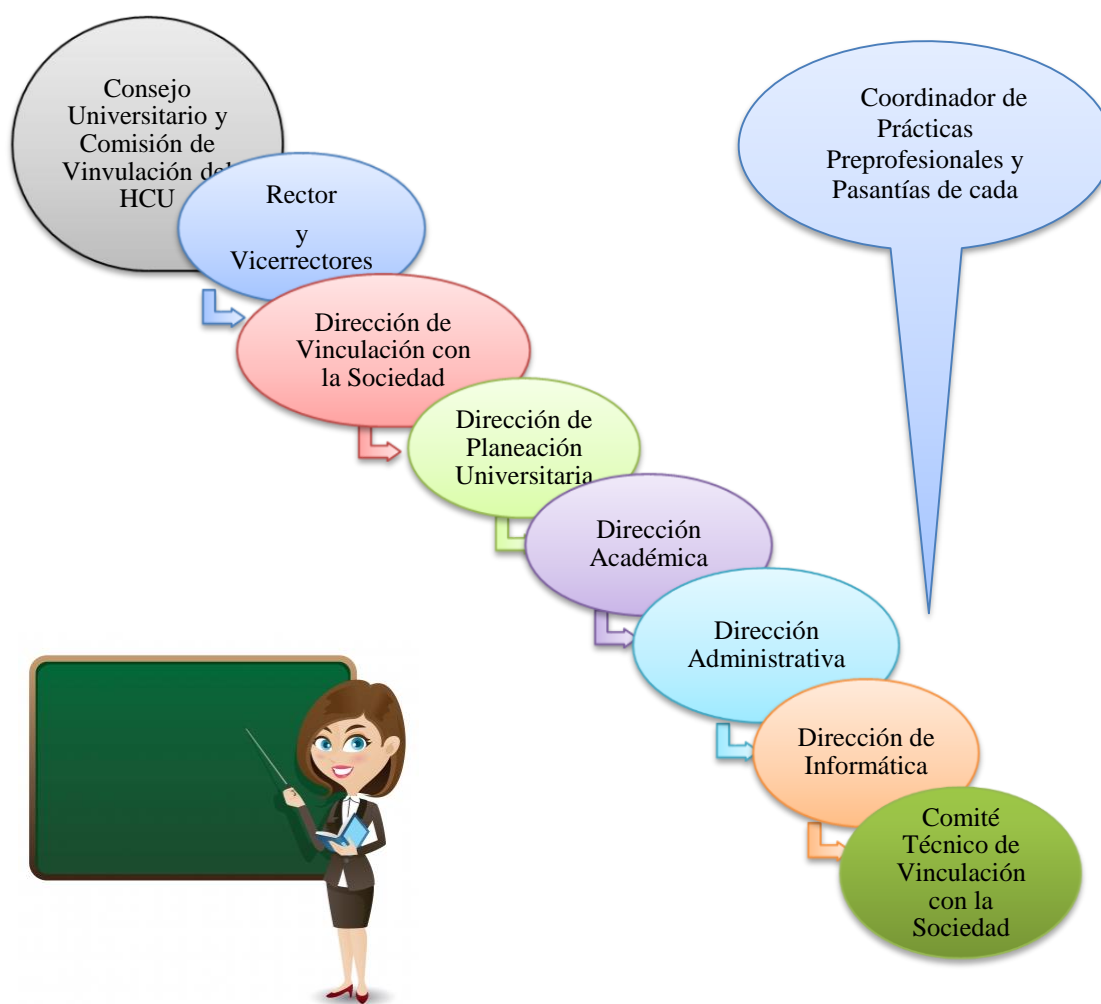 Consejo
Universitario y
Comisión de
Vinvulación del
HCU
Rector
y
Vicerrectores
Dirección de
Vinculación con
la Sociedad
Dirección de
Planeación
Universitaria
Dirección
Académica
Dirección
Administrativa
Dirección de
Informática
Comité
Técnico de
Vinculación
con la
Sociedad
Coordinador de
Prácticas
Preprofesionales y
Pasantías de cada